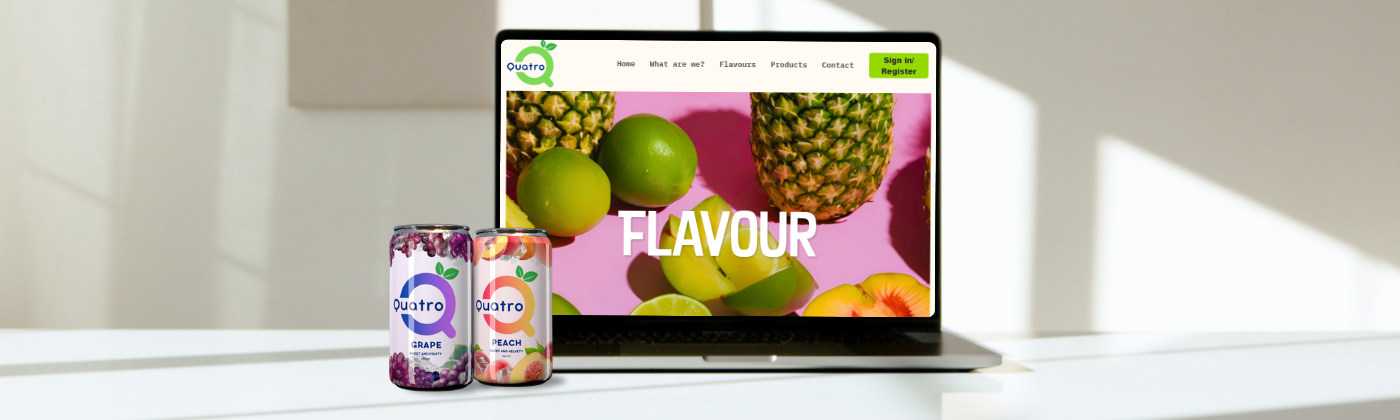 Quatro
Home What are we? Flavours Products Contact
Sign in/
Register
FLAVOUR
Quatro
GRAPE
SWEET AND FRUITY
Quatro
PEACH
SWEET AND VELVETY